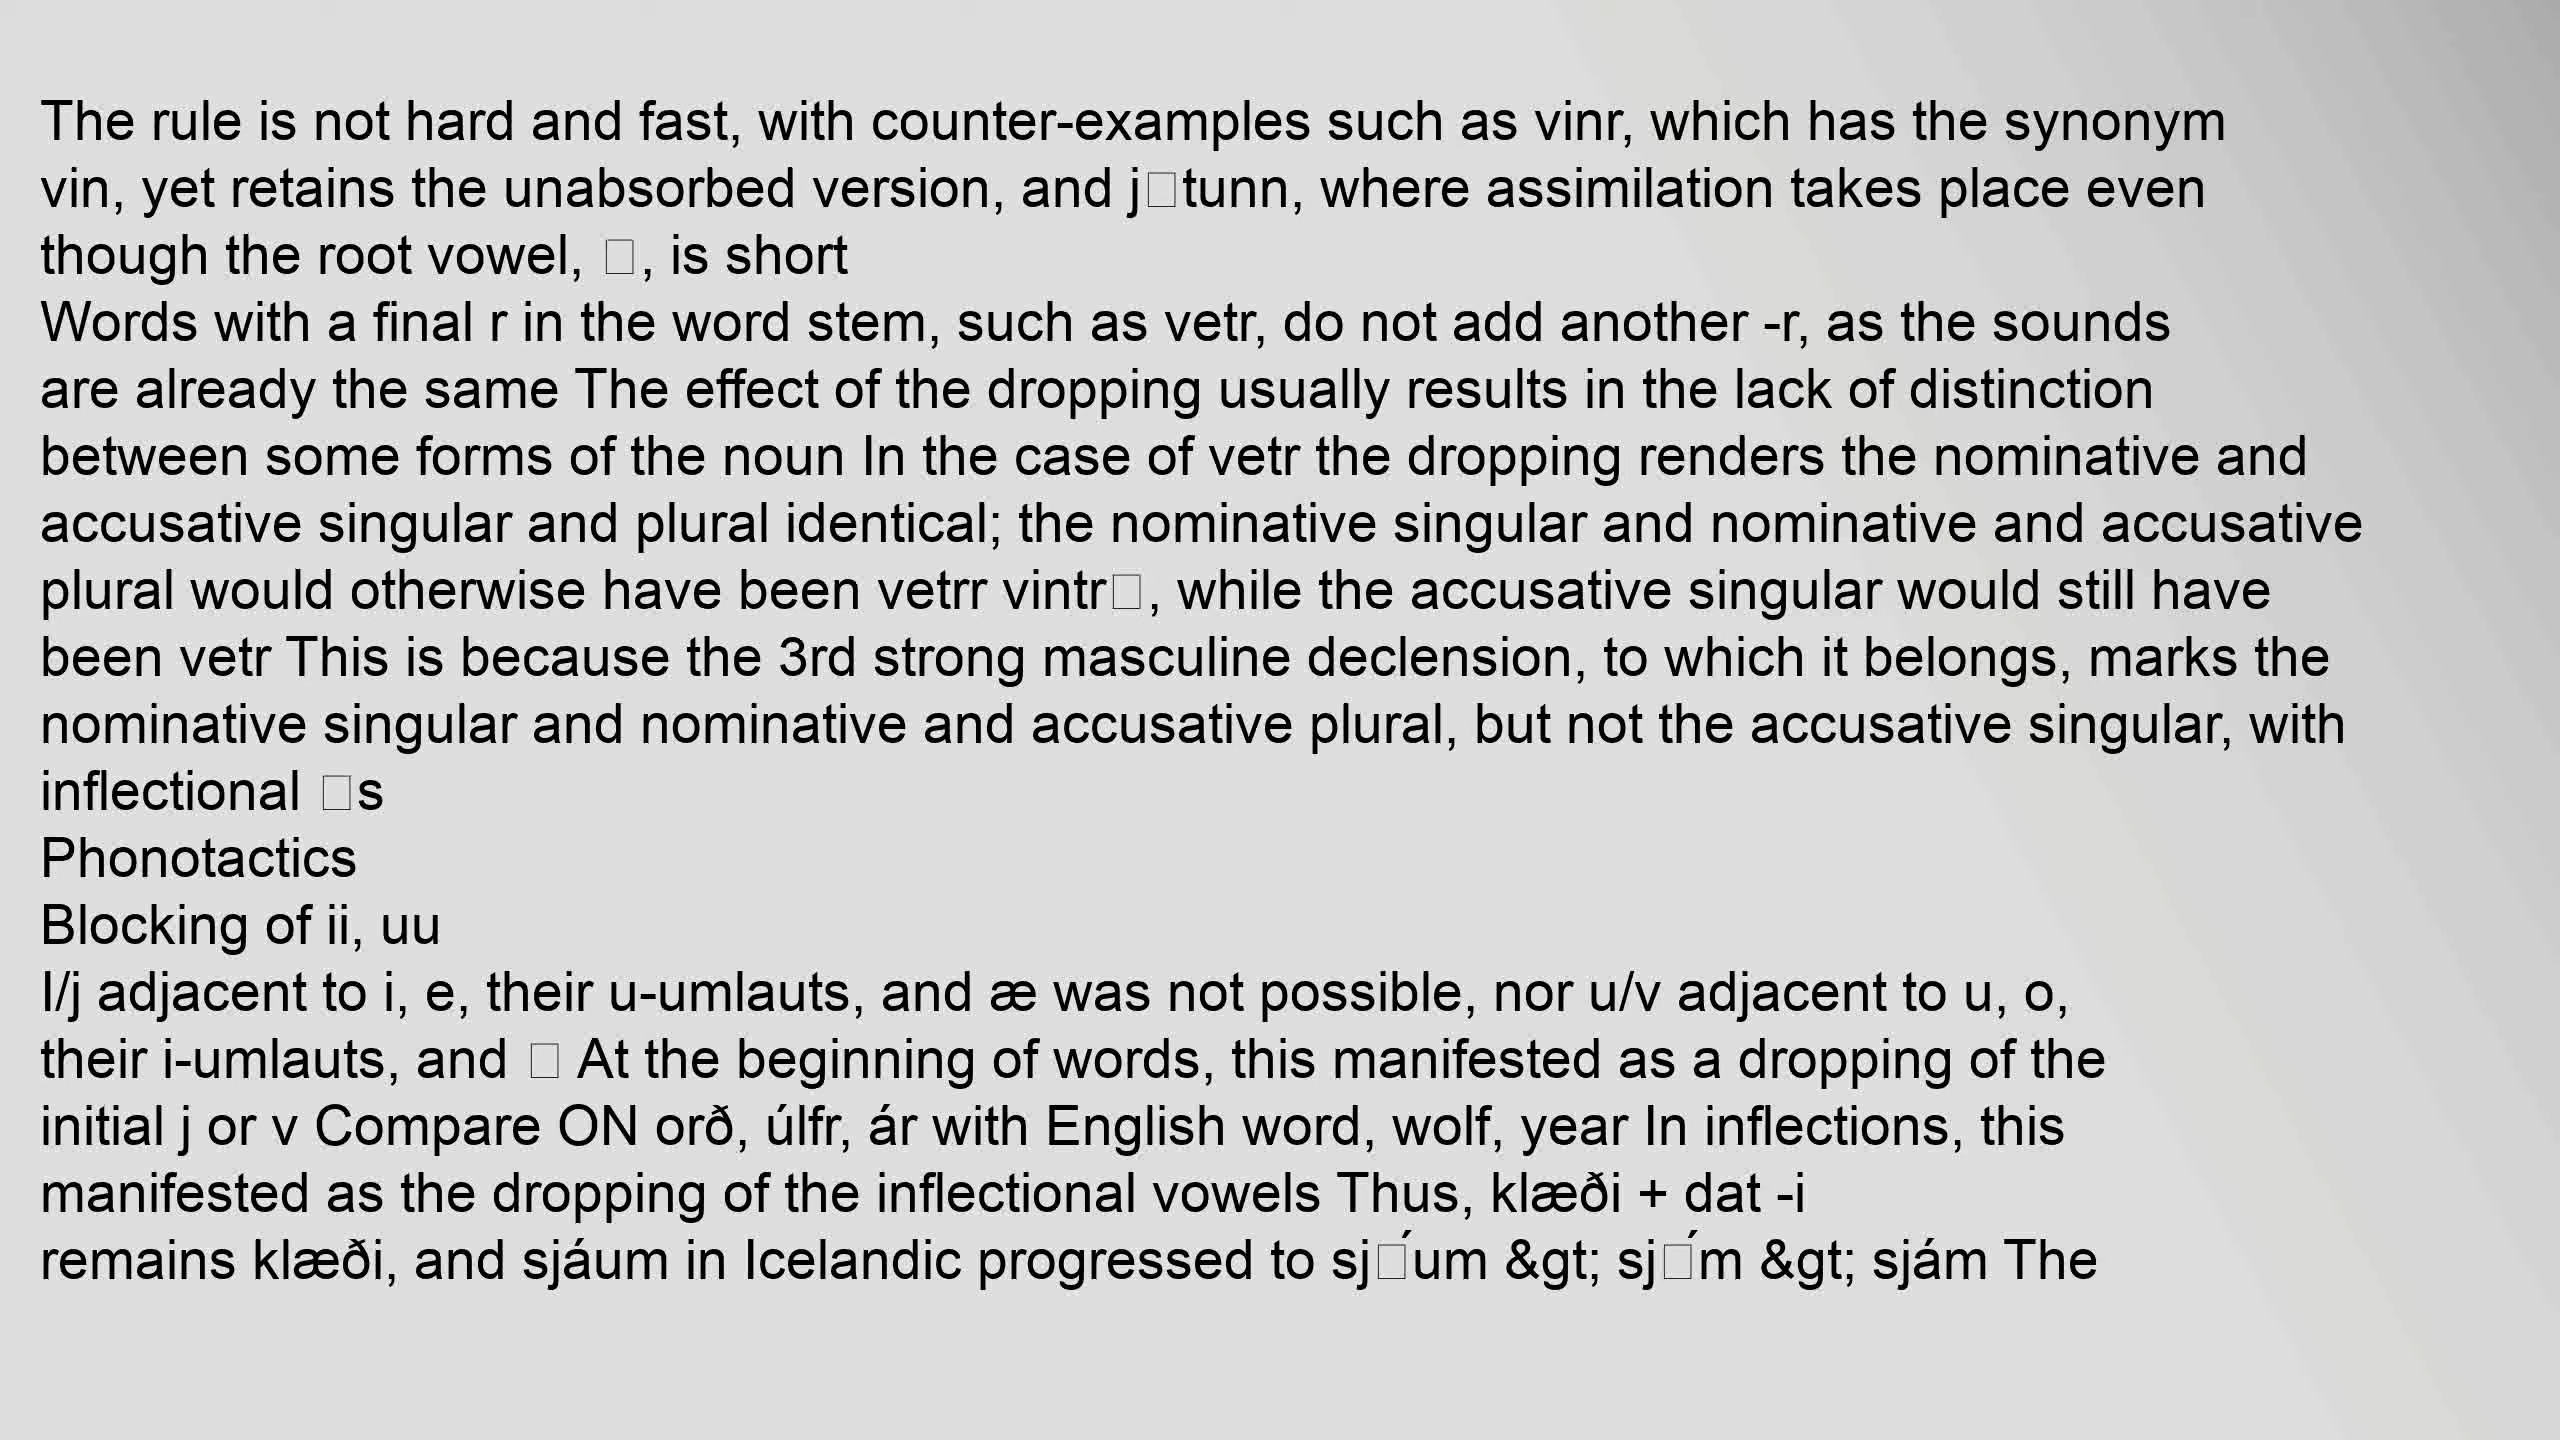 The rule is not hard and fast, with counter-examples such as vinr, which has the synonym
vin, yet retains the unabsorbed version, and j□tunn, where assimilation takes place even
though the root vowel, □, is short
Words with a final r in the word stem, such as vetr, do not add another -r, as the sounds
are already the same The effect of the dropping usually results in the lack of distinction
between some forms of the noun In the case of vetr the dropping renders the nominative and
accusative singular and plural identical; the nominative singular and nominative and accusative
plural would otherwise have been vetrr vintr□, while the accusative singular would still have
been vetr This is because the 3rd strong masculine declension, to which it belongs, marks the
nominative singular and nominative and accusative plural, but not the accusative singular, with
inflectional □s
Phonotactics
Blocking of ii, uu
I/j adjacent to i, e, their u-umlauts, and æ was not possible, nor u/v adjacent to u, o,
their i-umlauts, and □ At the beginning of words, this manifested as a dropping of the
initial j or v Compare ON orð, úlfr, ár with English word, wolf, year In inflections, this
manifested as the dropping of the inflectional vowels Thus, klæði + dat -i
remains klæði, and sjáum in Icelandic progressed to sj□́um &gt; sj□́m &gt; sjám The